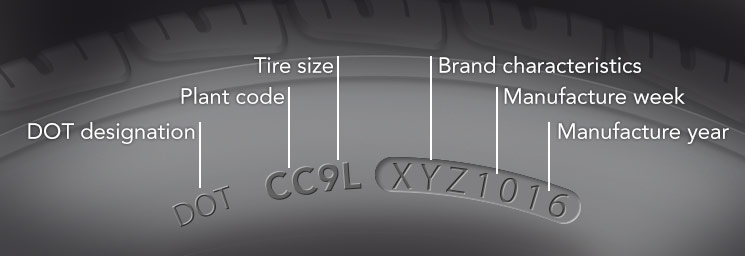 Tire size
Brand characteristics
Plant code
Manufacture week
DOT designation
Manufacture year
DOT CC9L XYZ1016